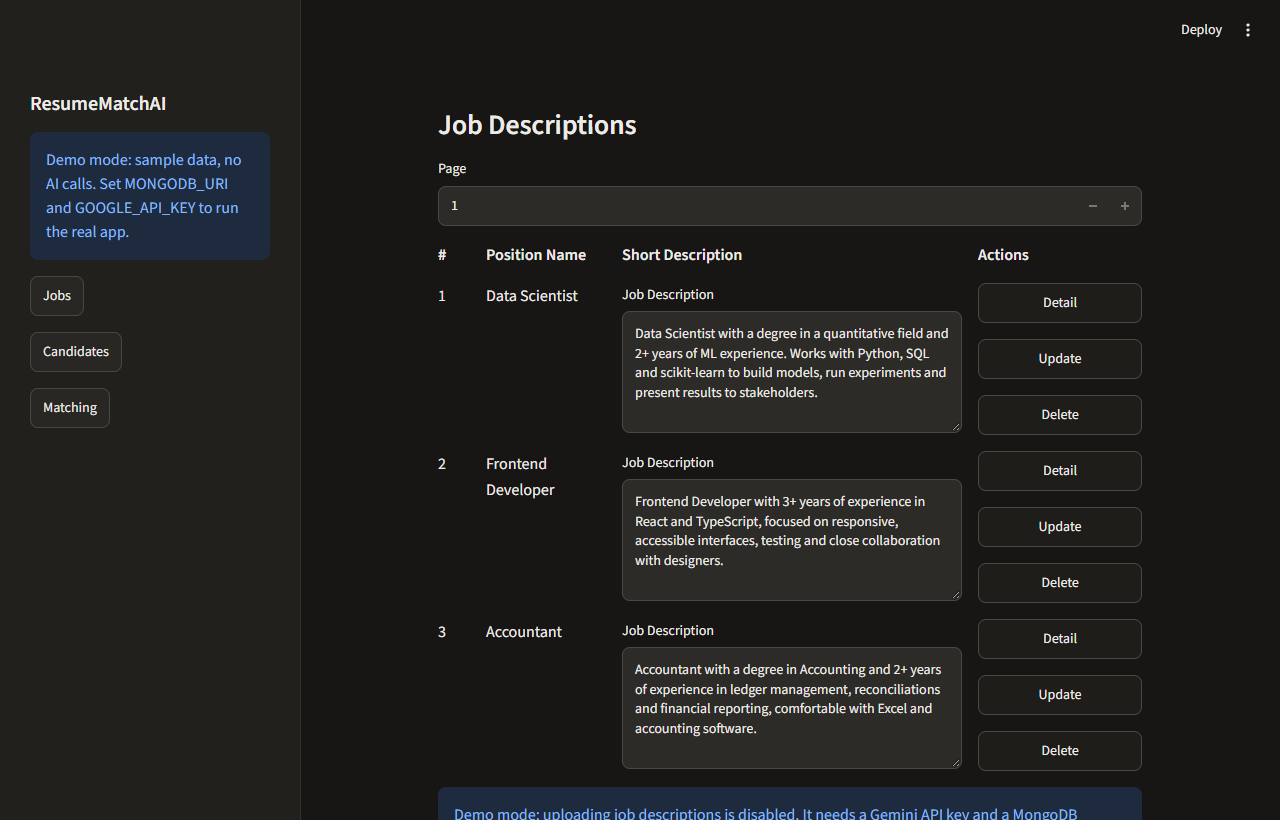 Deploy
ResumeMatchAI
Demo mode: sample data, no
AI calls. Set MONGODB_URI
and GOOGLE_API_KEY to run
the real app.
Jobs
Candidates
Matching
Job Descriptions
Page
1
# Position Name Short Description Actions
1 Data Scientist Job Description
Data Scientist with a degree in a quantitative field and
2+ years of ML experience. Works with Python, SQL
and scikit-learn to build models, run experiments and
present results to stakeholders.
Detail
Update
Delete
2 Frontend
Developer
Job Description
Frontend Developer with 3+ years of experience in
React and TypeScript, focused on responsive,
accessible interfaces, testing and close collaboration
with designers.
Detail
Update
Delete
3 Accountant Job Description
Accountant with a degree in Accounting and 2+ years
of experience in ledger management, reconciliations
and financial reporting, comfortable with Excel and
accounting software.
Detail
Update
Delete
Demo mode: uploading job descriptions is disabled. It needs a Gemini API key and a MongoDB